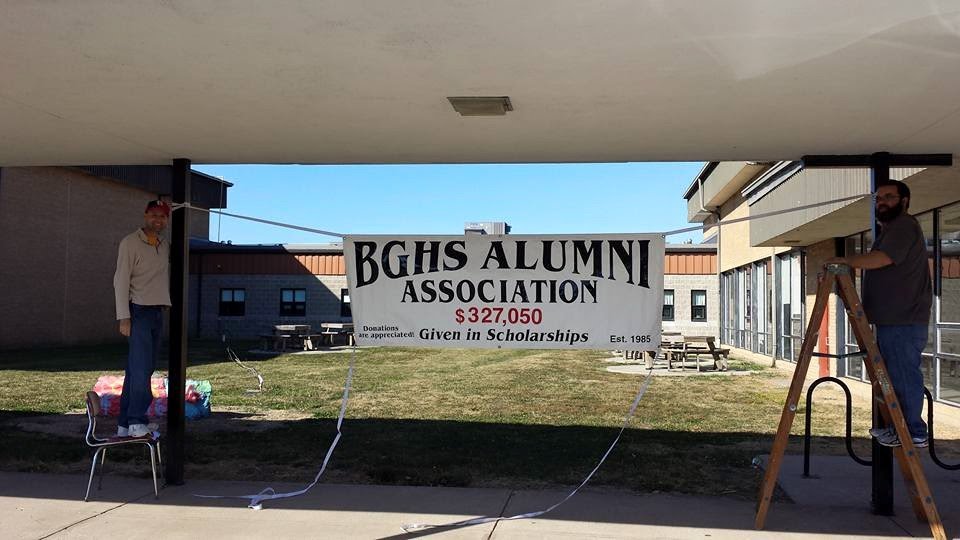 BGHS ALUMNI
ASSOCIATION
$327,050
Donations
are appreciated!
Given in Scholarships
Est. 1985